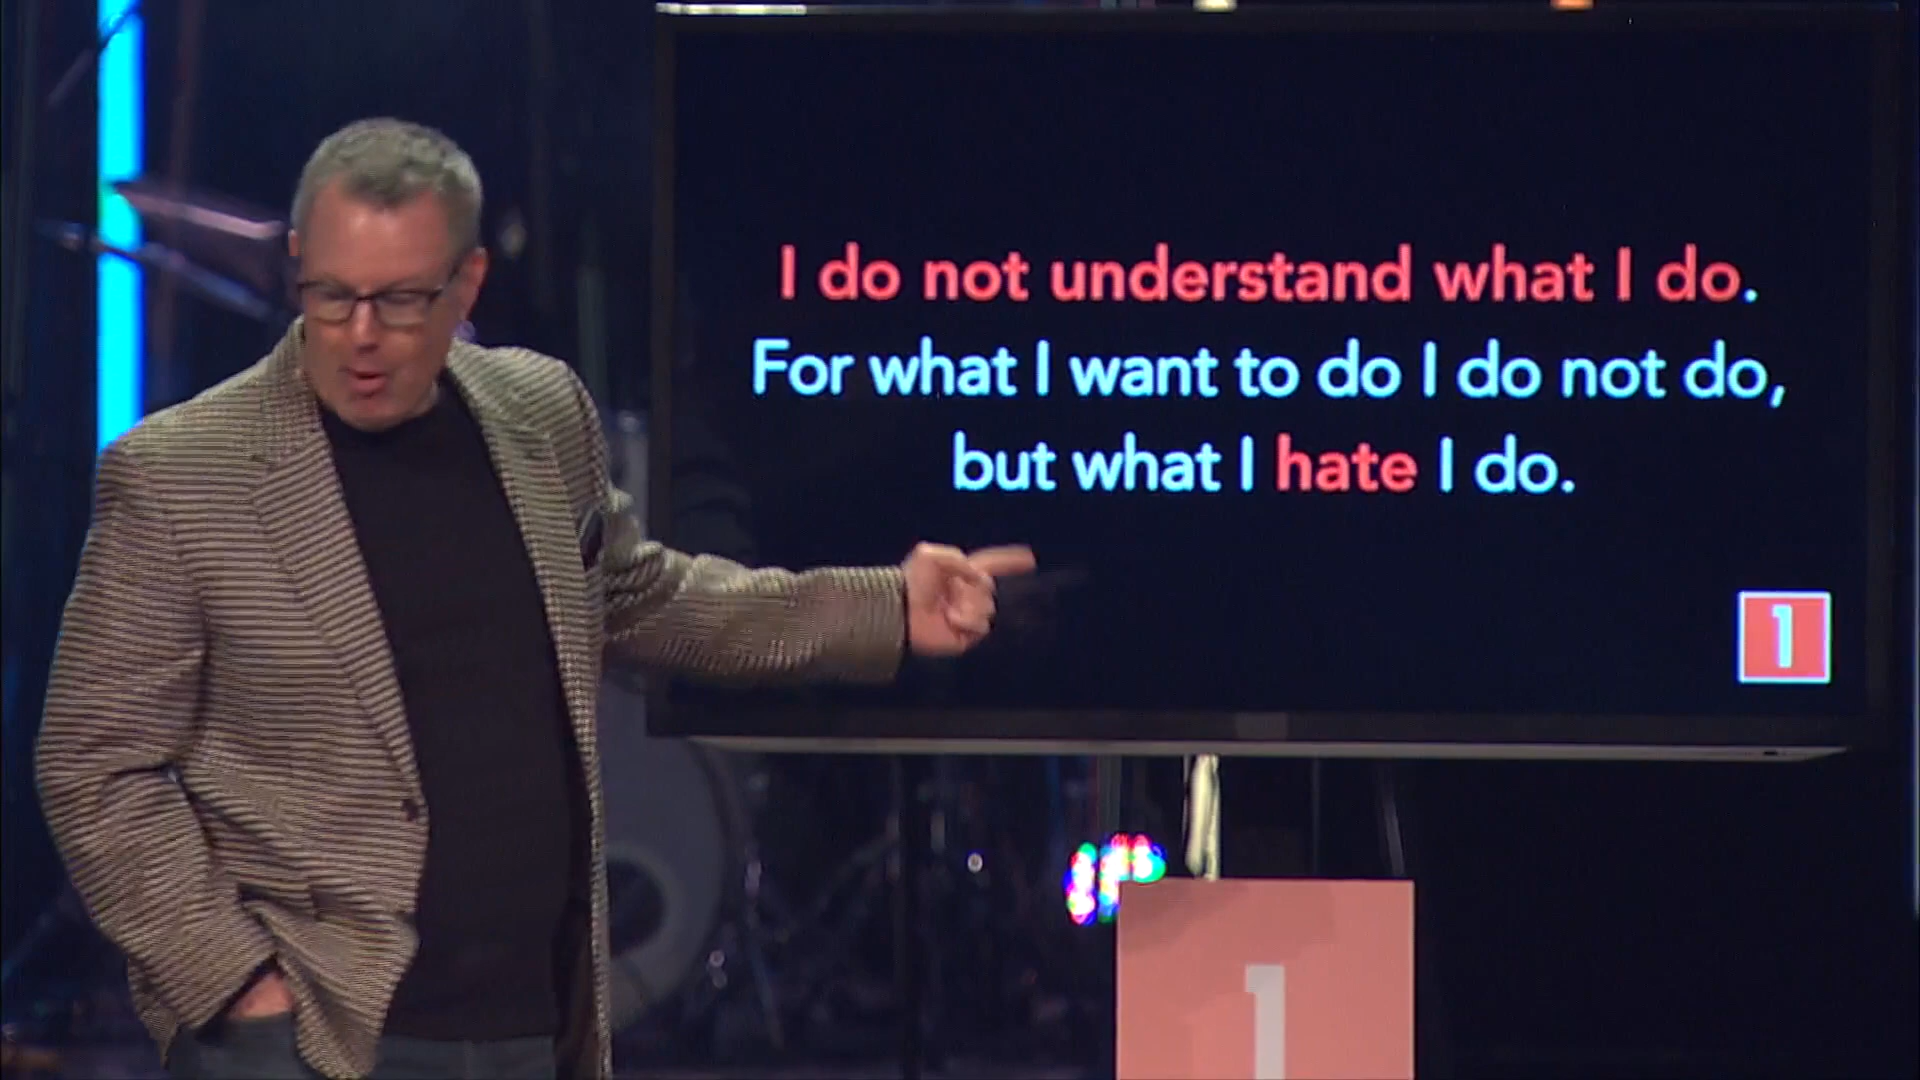 I do not understand what I do.
For what I want to do I do not do,
but what I hate I do.
1
1